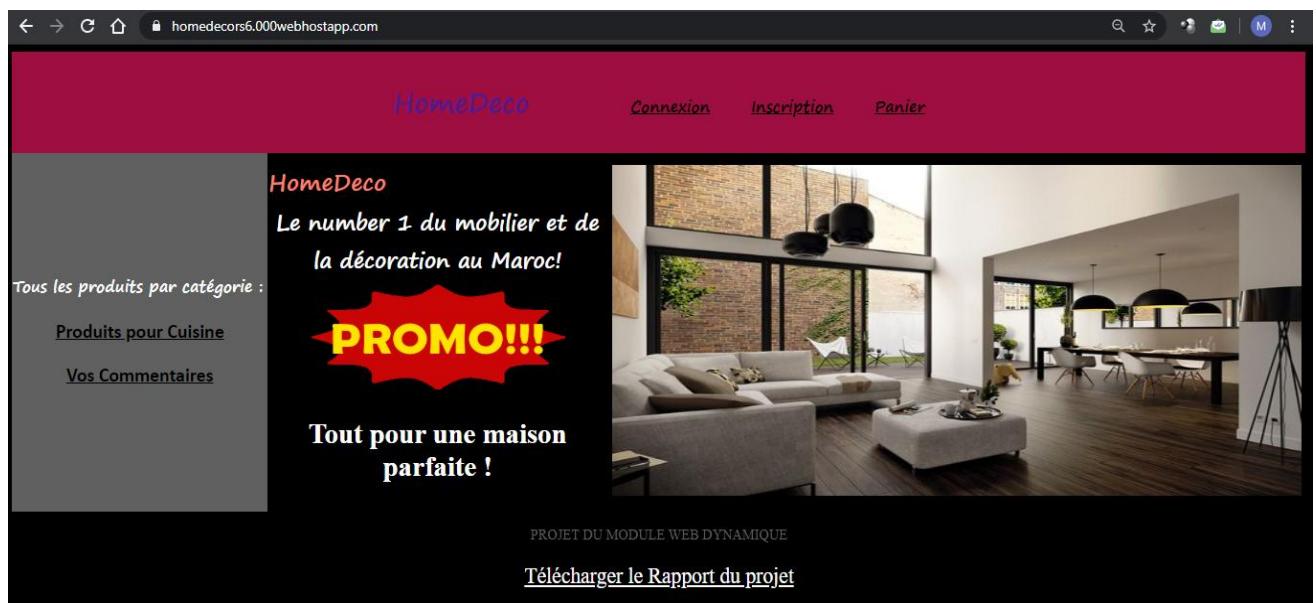 homedecors6.000webhostapp.com
M
HomeDeco
Connexion
Inscription
Panier
Tous les produits par catégorie :
Produits pour Cuisine
Vos Commentaires
HomeDeco
Le number 1 du mobilier et de
la décoration au Maroc!
PROMO!!!
Tout pour une maison
parfaite !
PROJET DU MODULE WEB DYNAMIQUE
Télécharger le Rapport du projet